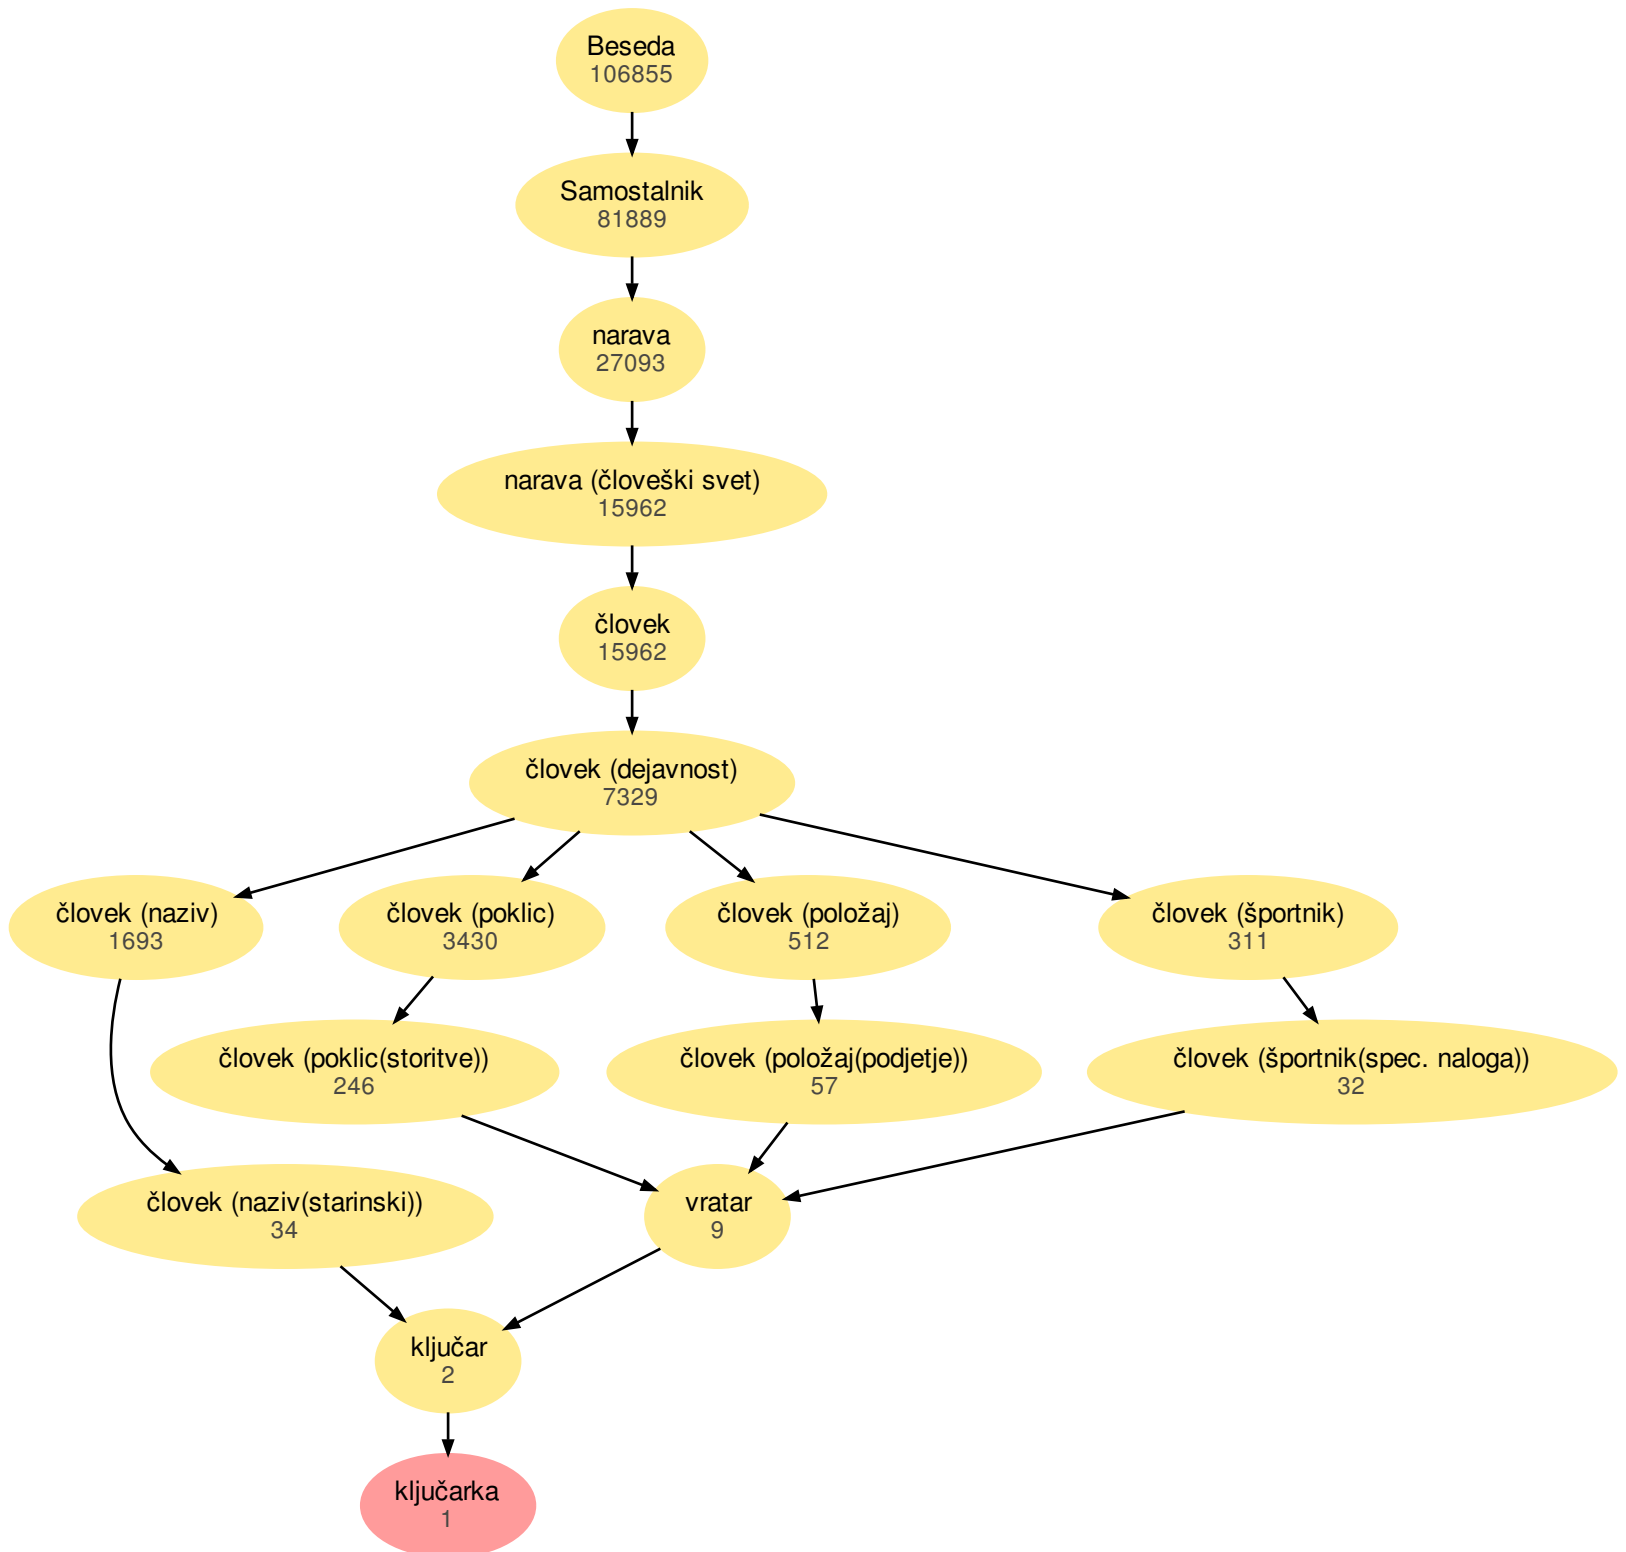 Beseda
106855
Samostalnik
81889
narava
27093
narava (človeški svet)
15962
človek
15962
človek (dejavnost)
7329
človek (naziv)
1693
človek (poklic)
3430
človek (položaj)
512
človek (športnik)
311
človek (poklic(storitve))
246
človek (položaj(podjetje))
57
človek (športnik(spec. naloga))
32
človek (naziv(starinski))
34
vratar
9
ključar
2
ključarka
1